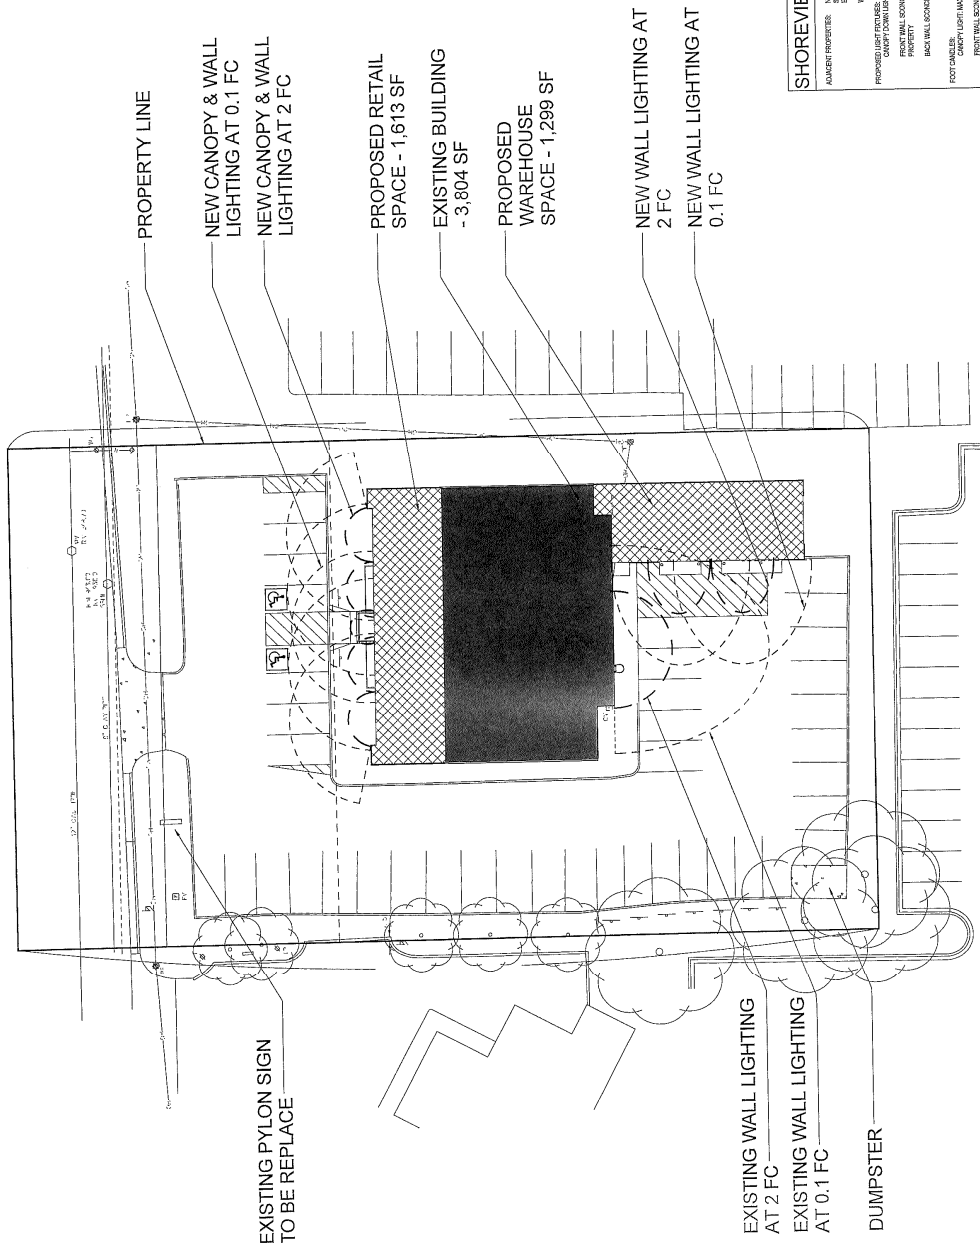 PROPERTY LINE
NEW CANOPY & WALL
LIGHTING AT 0.1 FC
NEW CANOPY & WALL
LIGHTING AT 2 FC
PROPOSED RETAIL
SPACE - 1,613 SF
EXISTING BUILDING
- 3,804 SF
PROPOSED
WAREHOUSE
SPACE - 1,299 SF
NEW WALL LIGHTING AT
2 FC
NEW WALL LIGHTING AT
0.1 FC
EXISTING PYLON SIGN
TO BE REPLACE
EXISTING WALL LIGHTING
AT 2 FC
EXISTING WALL LIGHTING
AT 0.1 FC
DUMPSTER
ADJACENT PROPERTIES:
PROPOSED LIGHT FIXTURES:
FRONT WALL
PROPERTY
BACK WALL
FOOT CANDLES:
CANOPY LIGHT:
FRONT WALL